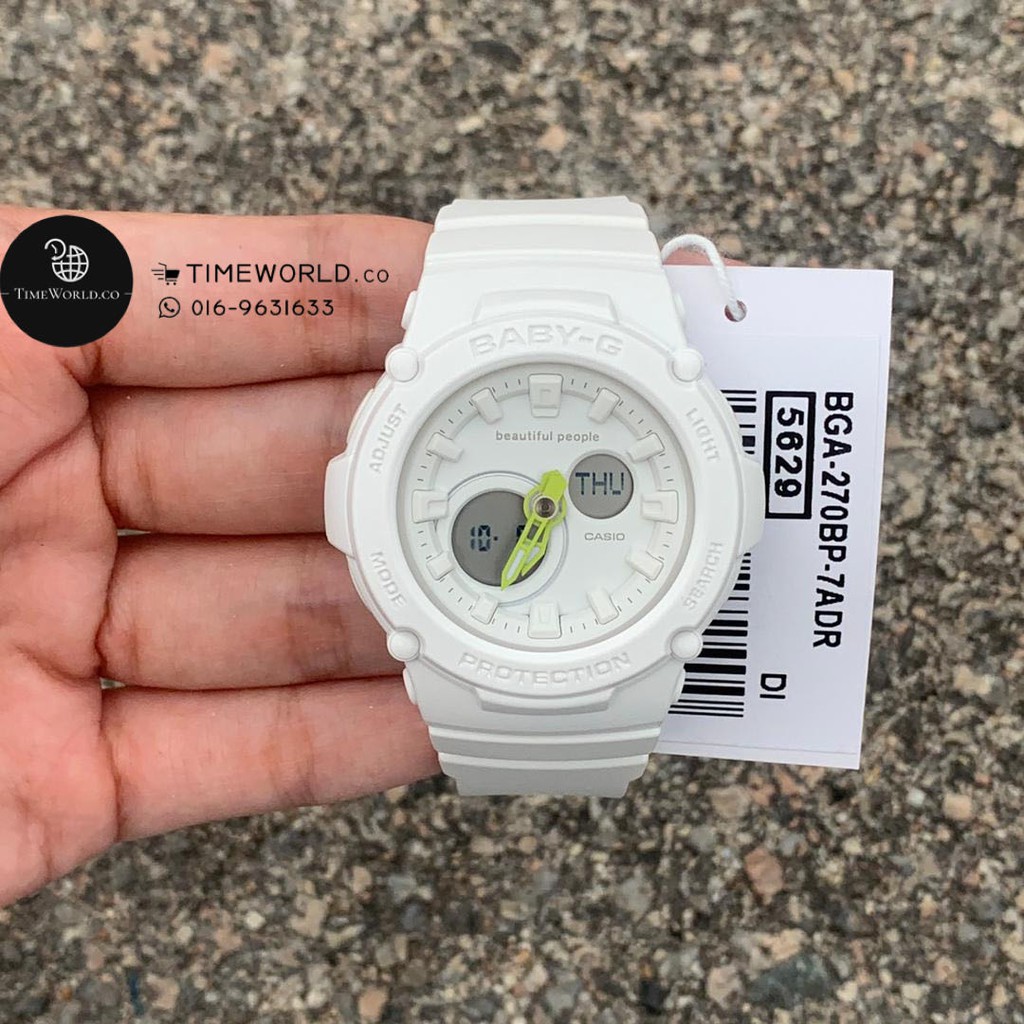 TIMEWORLD.CO
TIMEWORLD.co
016-9631633
BABY-G
ADJUST
LIGHT
beautiful people
THU
10-
CASIO
MODE
SEARCH
PROTECTION
BGA-270BP-7ADR
5629
DI